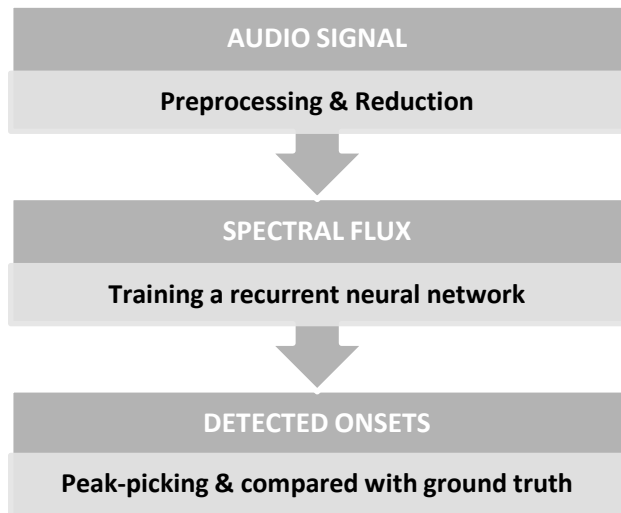 AUDIO SIGNAL
Preprocessing & Reduction
SPECTRAL FLUX
Training a recurrent neural network
DETECTED ONSETS
Peak-picking & compared with ground truth